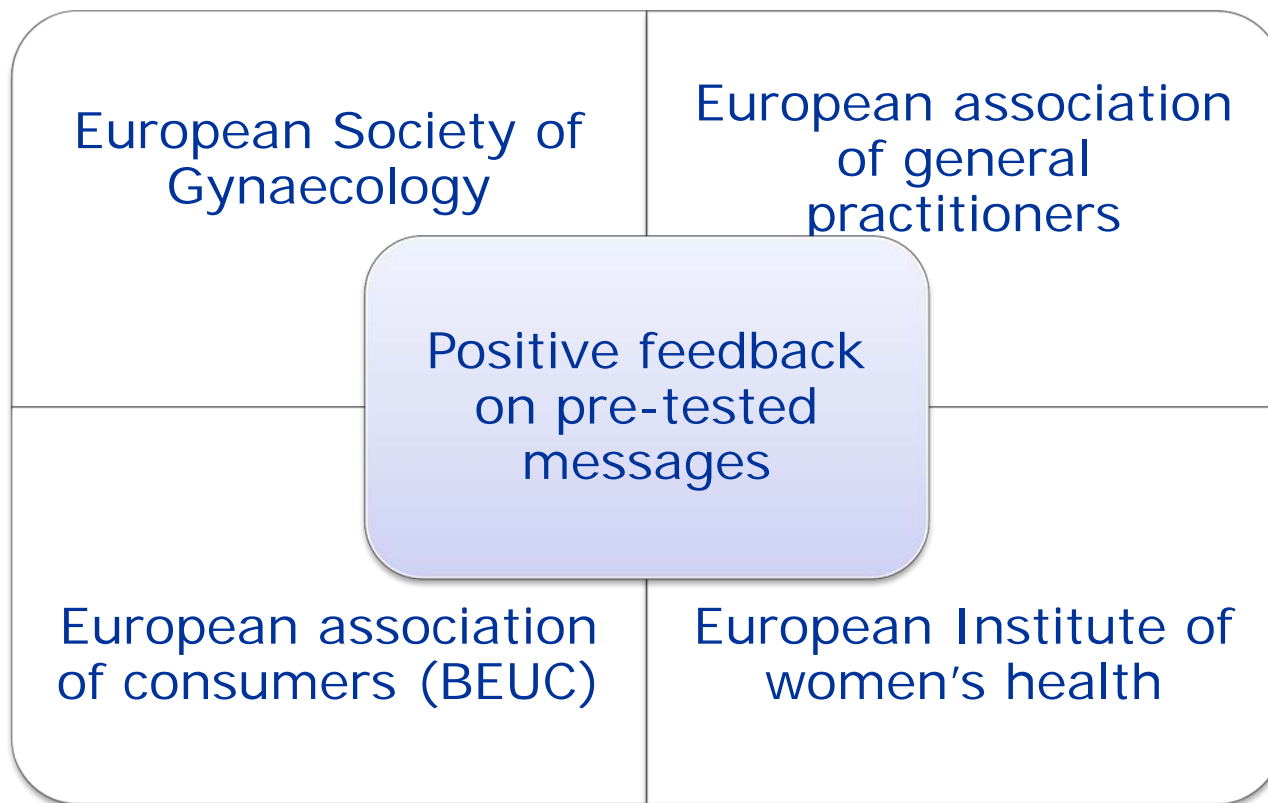 European Society of
Gynaecology
European association
of general
practitioners
Positive feedback
on pre-tested
messages
European association
of consumers (BEUC)
European Institute of
women's health